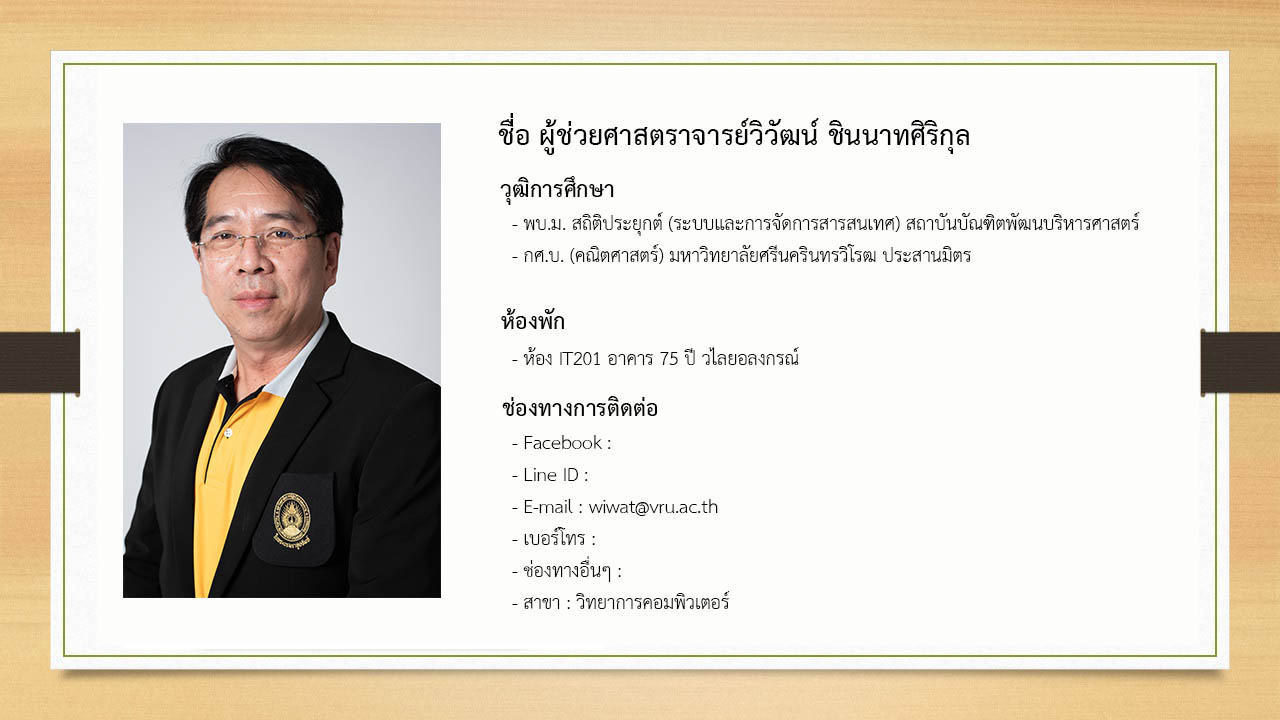 ชื่อ ผู้ช่วยศาสตราจารย์วิวัฒน์ ชินนาทศิริกุล
วุฒิการศึกษา
- พบ.ม. สถิติประยุกต์ (ระบบและการจัดการสารสนเทศ) สถาบันบัณฑิตพัฒนบริหารศาสตร์
- กศ.บ. (คณิตศาสตร์) มหาวิทยาลัยศรีนครินทรวิโรฒ ประสานมิตร
ห้องพัก
- ห้อง IT201 อาคาร 75 ปี วไลยอลงกรณ์
ช่องทางการติดต่อ
- Facebook :
- Line ID :
- E-mail : wiwat@vru.ac.th
- เบอร์โทร :
- ช่องทางอื่นๆ :
- สาขา : วิทยาการคอมพิวเตอร์